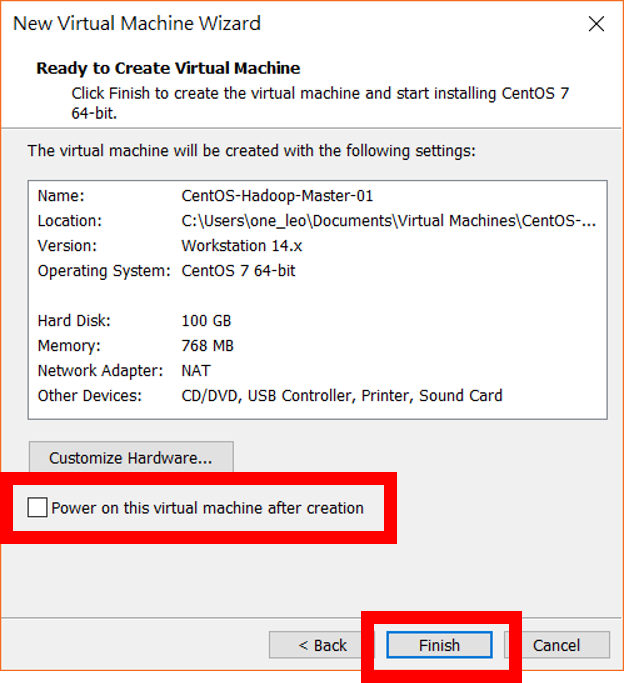 New Virtual Machine Wizard
Ready to Create Virtual Machine
Click Finish to create the virtual machine and start installing CentOS 7
64-bit.
The virtual machine will be created with the following settings:
Name: CentOS-Hadoop-Master-01
Location: C:\Users\one_leo\Documents\Virtual Machines\CentOS-...
Version: Workstation 14.x
Operating System: CentOS 7 64-bit
Hard Disk: 100 GB
Memory: 768 MB
Network Adapter: NAT
Other Devices: CD/DVD, USB Controller, Printer, Sound Card
Customize Hardware...
Power on this virtual machine after creation
< Back Finish Cancel